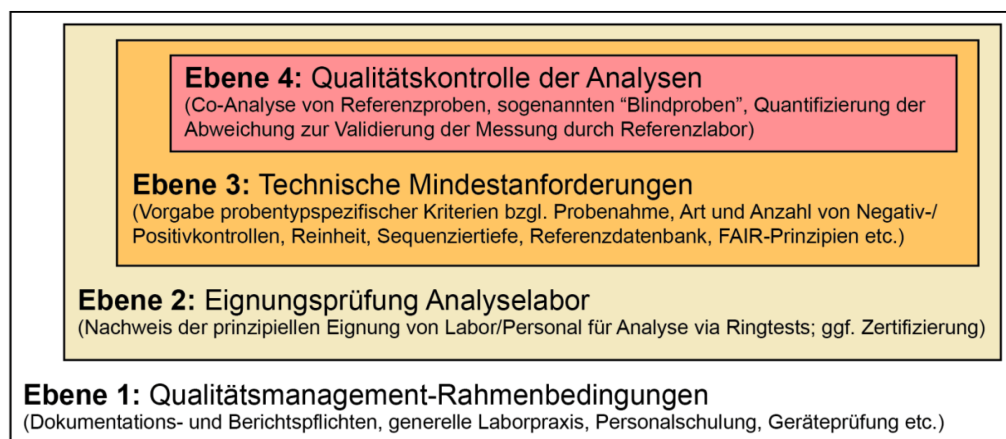 Ebene 4: Qualitätskontrolle der Analysen
(Co-Analyse von Referenzproben, sogenannten “Blindproben”, Quantifizierung der
Abweichung zur Validierung der Messung durch Referenzlabor)
Ebene 3: Technische Mindestanforderungen
(Vorgabe probentypspezifischer Kriterien bzgl. Probenahme, Art und Anzahl von Negativ-/
Positivkontrollen, Reinheit, Sequenziertiefe, Referenzdatenbank, FAIR-Prinzipien etc.)
Ebene 2: Eignungsprüfung Analyselabor
(Nachweis der prinzipiellen Eignung von Labor/Personal für Analyse via Ringtests; ggf. Zertifizierung)
Ebene 1: Qualitätsmanagement-Rahmenbedingungen
(Dokumentations- und Berichtspflichten, generelle Laborpraxis, Personalschulung, Geräteprüfung etc.)